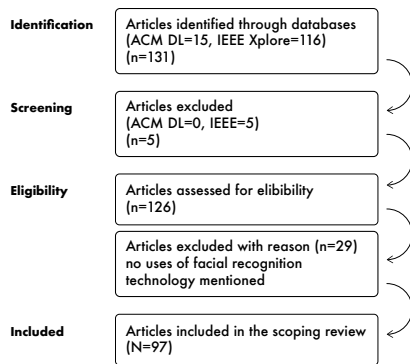 Identification
Articles identified through databases
(ACM DL=15, IEEE Xplore=116)
(n=131)
Screening
Articles excluded
(ACM DL=0, IEEE=5)
(n=5)
Eligibility
Articles assessed for elibibility
(n=126)
Articles excluded with reason (n=29)
no uses of facial recognition
technology mentioned
Included
Articles included in the scoping review
(N=97)